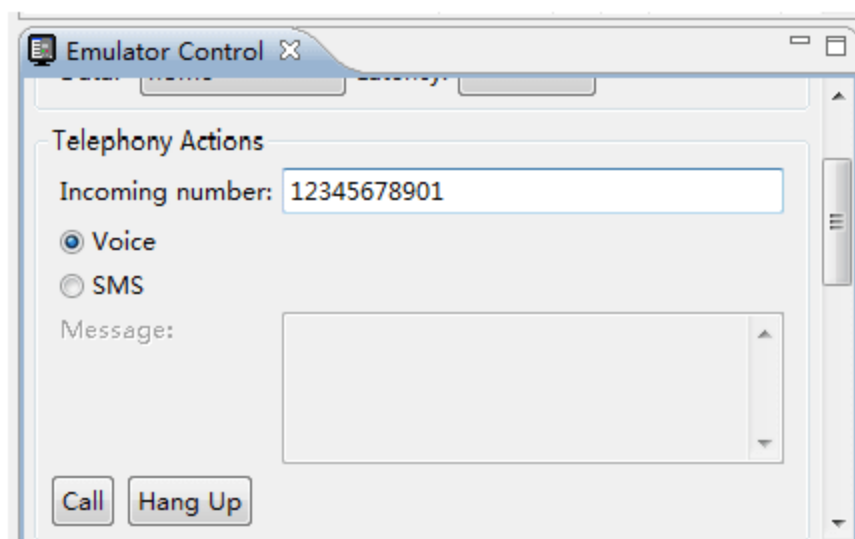 Emulator Control
Telephony Actions
Incoming number: 12345678901
Voice
SMS
Message:
Call Hang Up